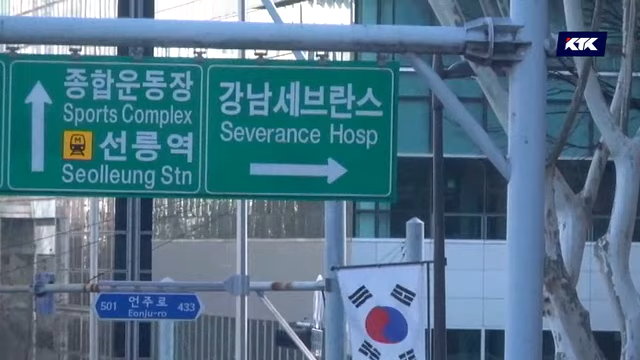 KTK
종합운동장
Sports Complex
M 선릉역
Seolleung Stn
강남세브란스
Severance Hosp
501 언주로 433
Eonju-ro